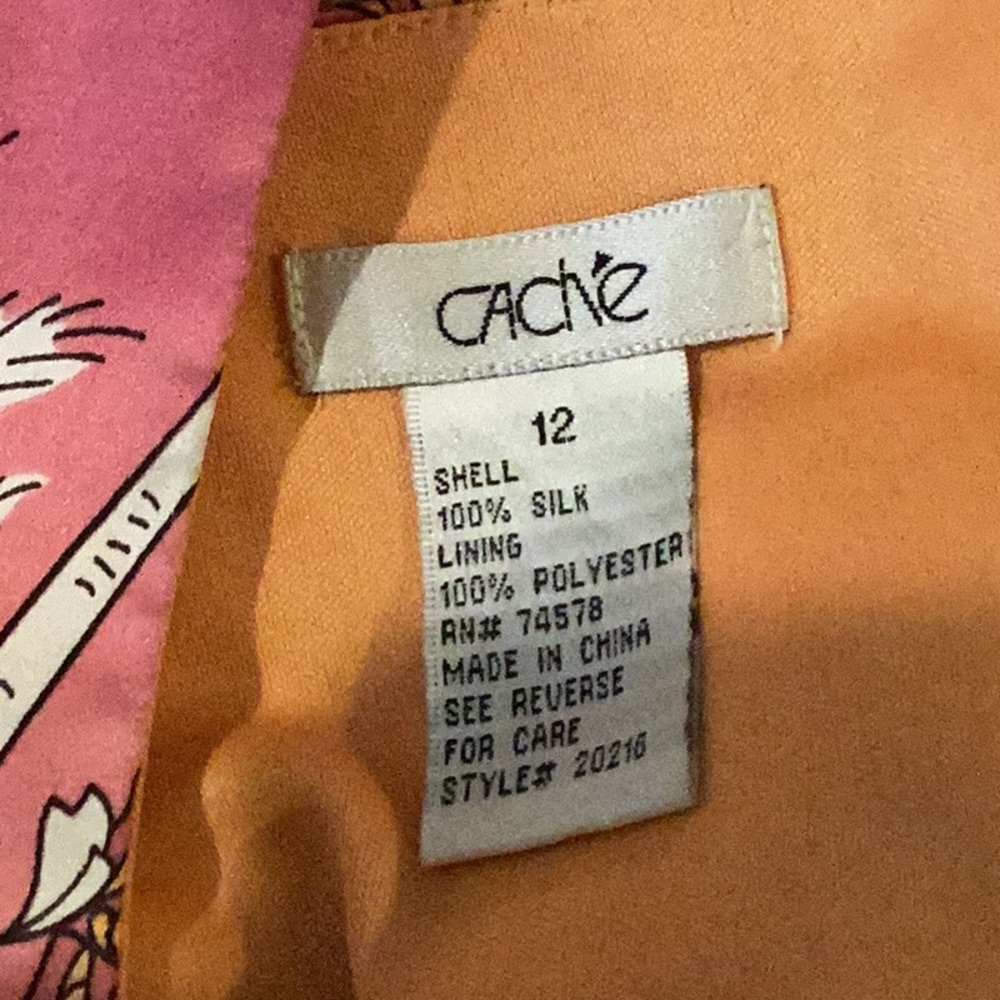 CAChé
12
SHELL
100% SILK
LINING
100% POLYESTER
RN# 74578
MADE IN CHINA
SEE REVERSE
FOR CARE
STYLE# 20216